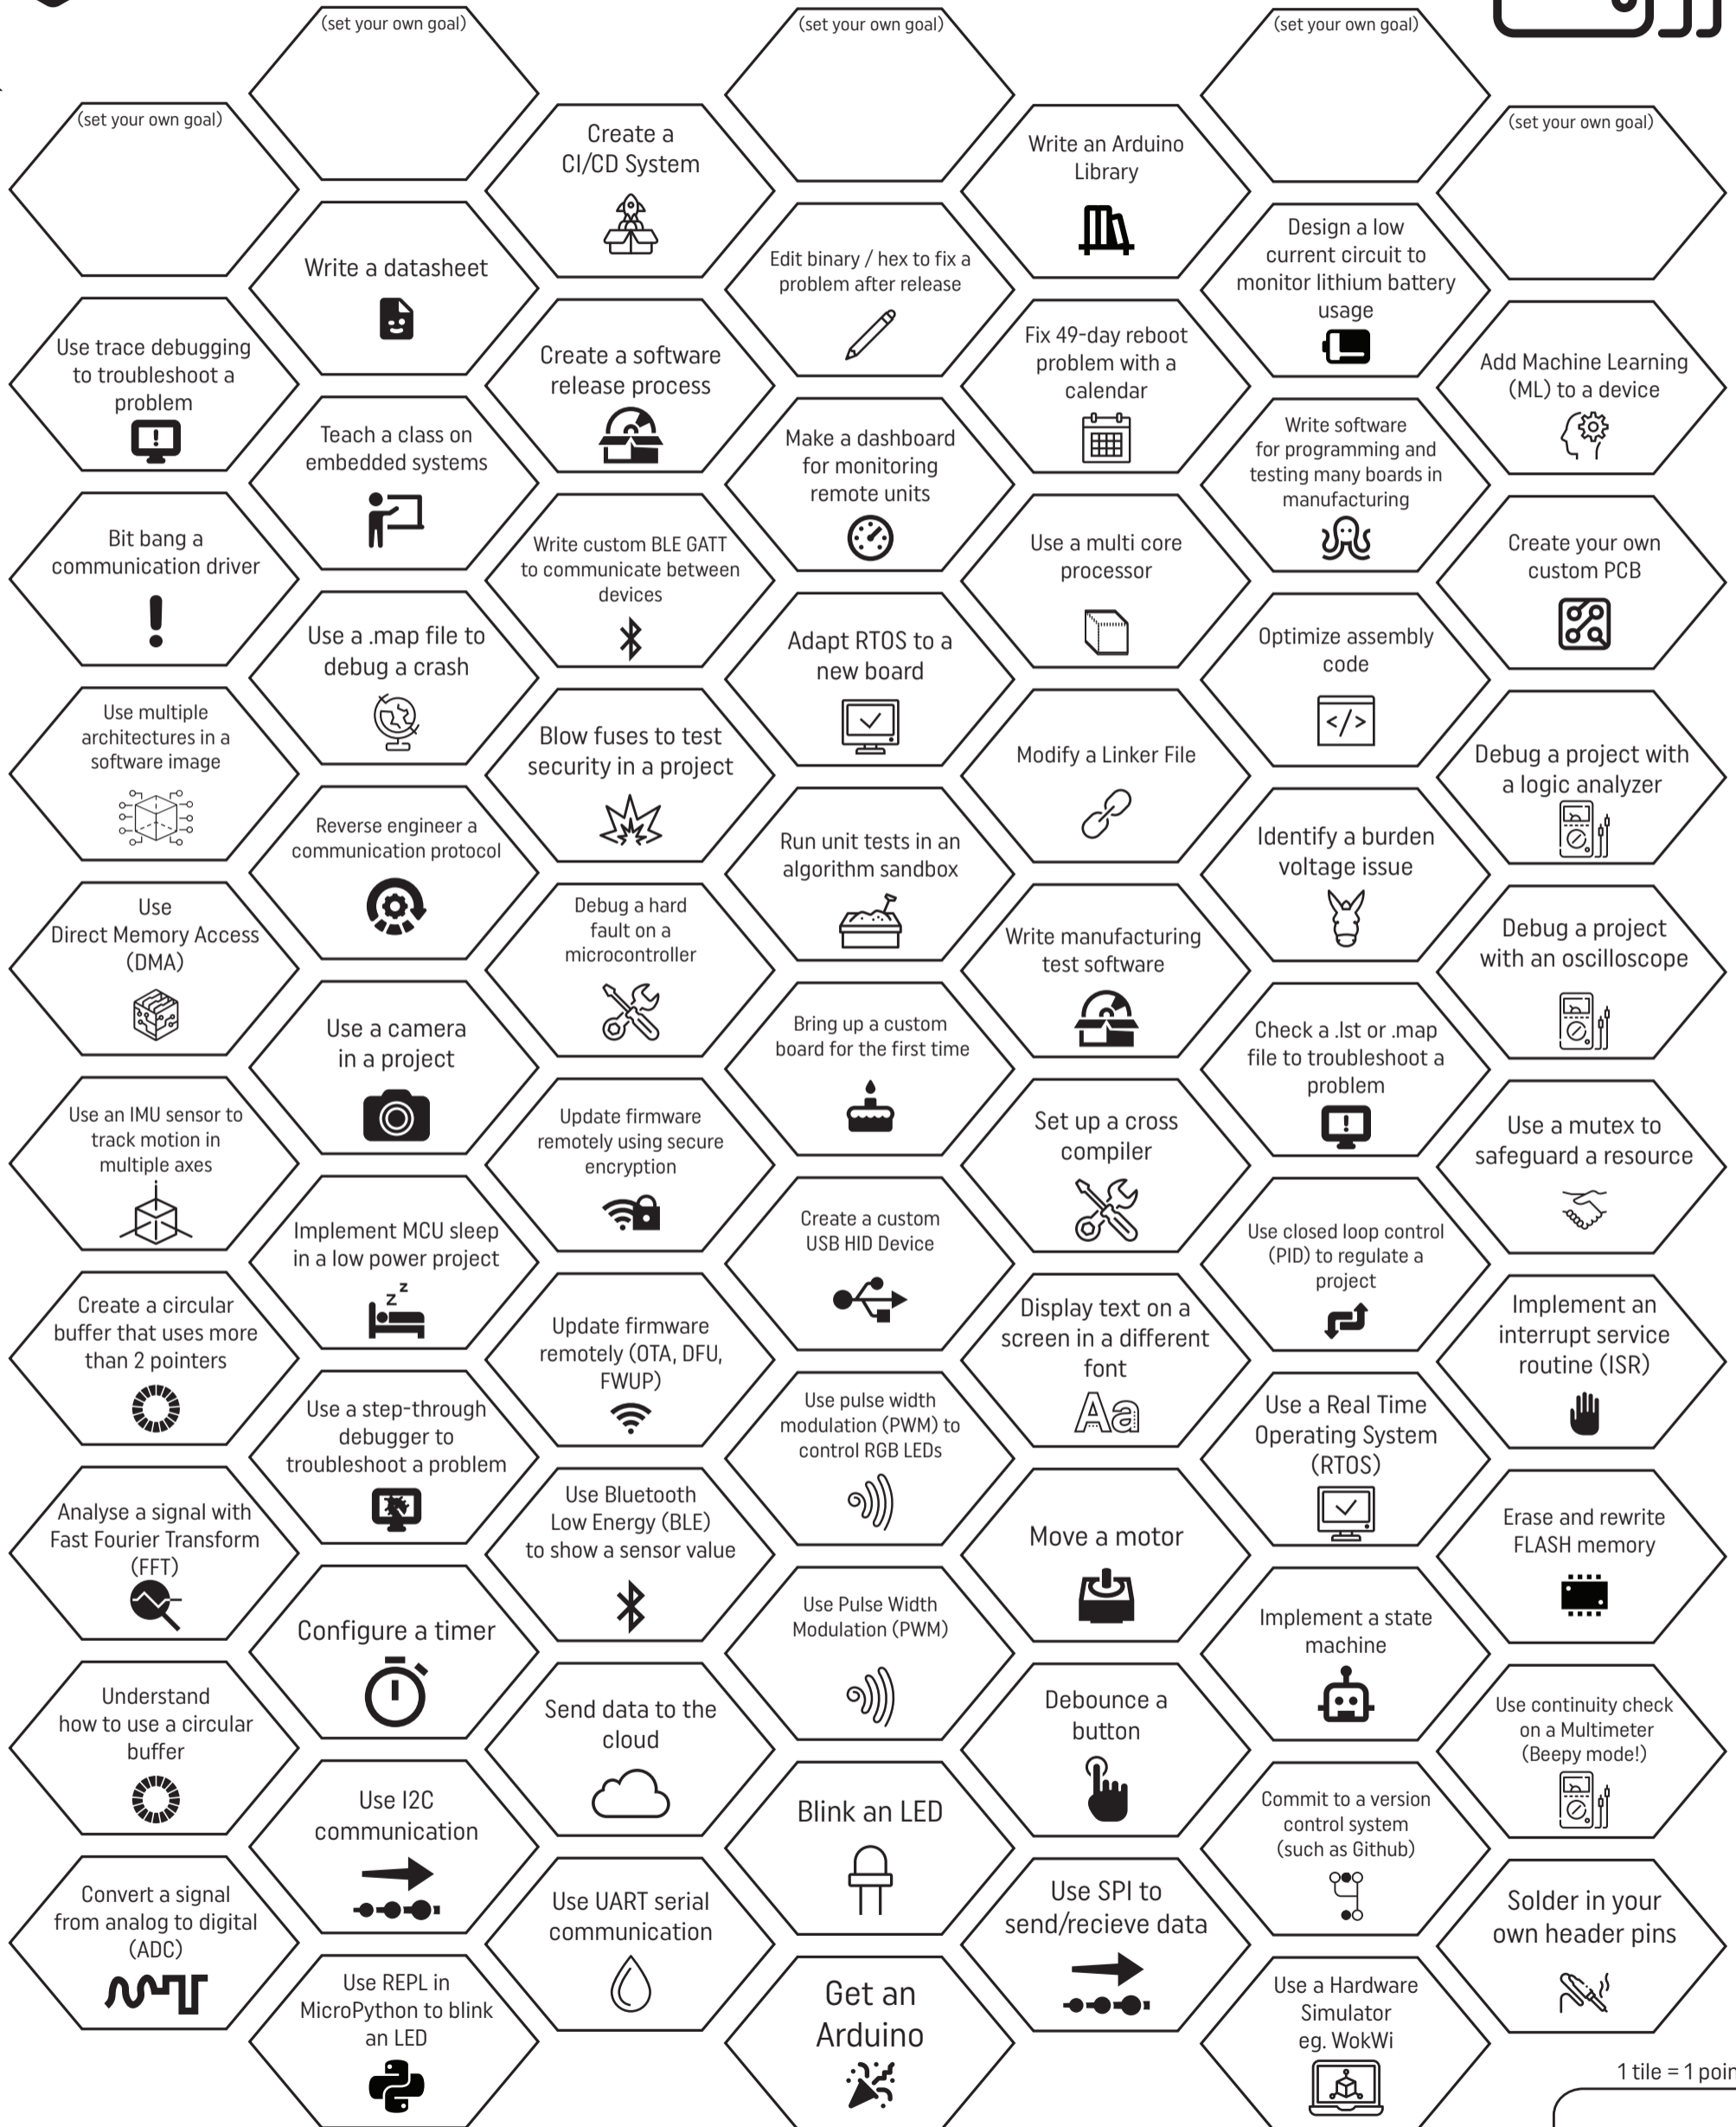 (set your own goal)
(set your own goal)
(set your own goal)
(set your own goal)
Create a
CI/CD System
Write an Arduino
Library
(set your own goal)
Write a datasheet
Edit binary / hex to fix a
problem after release
Design a low
current circuit to
monitor lithium battery
usage
Use trace debugging
to troubleshoot a
problem
Create a software
release process
Fix 49-day reboot
problem with a
calendar
Add Machine Learning
(ML) to a device
Teach a class on
embedded systems
Make a dashboard
for monitoring
remote units
Write software
for programming and
testing many boards in
manufacturing
Bit bang a
communication driver
Write custom BLE GATT
to communicate between
devices
Use a multi core
processor
Create your own
custom PCB
Use a .map file to
debug a crash
Adapt RTOS to a
new board
Optimize assembly
code
</>
Use multiple
architectures in a
software image
Blow fuses to test
security in a project
Modify a Linker File
Debug a project with
a logic analyzer
Reverse engineer a
communication protocol
Run unit tests in an
algorithm sandbox
Identify a burden
voltage issue
Use
Direct Memory Access
(DMA)
Debug a hard
fault on a
microcontroller
Write manufacturing
test software
Debug a project
with an oscilloscope
Use a camera
in a project
Bring up a custom
board for the first time
Check a .lst or .map
file to troubleshoot a
problem
Use an IMU sensor to
track motion in
multiple axes
Update firmware
remotely using secure
encryption
Set up a cross
compiler
Use a mutex to
safeguard a resource
Implement MCU sleep
in a low power project
z z
Create a custom
USB HID Device
Use closed loop control
(PID) to regulate a
project
Create a circular
buffer that uses more
than 2 pointers
Update firmware
remotely (OTA, DFU,
FWUP)
Display text on a
screen in a different
font
Aa
Implement an
interrupt service
routine (ISR)
Use a step-through
debugger to
troubleshoot a problem
Use pulse width
modulation (PWM) to
control RGB LEDs
Use a Real Time
Operating System
(RTOS)
Analyse a signal with
Fast Fourier Transform
(FFT)
Use Bluetooth
Low Energy (BLE)
to show a sensor value
Move a motor
Erase and rewrite
FLASH memory
Configure a timer
Use Pulse Width
Modulation (PWM)
Implement a state
machine
Understand
how to use a circular
buffer
Send data to the
cloud
Debounce a
button
Use continuity check
on a Multimeter
(Beepy mode!)
Use I2C
communication
Blink an LED
Commit to a version
control system
(such as Github)
Convert a signal
from analog to digital
(ADC)
Use UART serial
communication
Use SPI to
send/recieve data
Solder in your
own header pins
Use REPL in
MicroPython to blink
an LED
Get an
Arduino
Use a Hardware
Simulator
eg. WokWi
1 tile = 1 poin